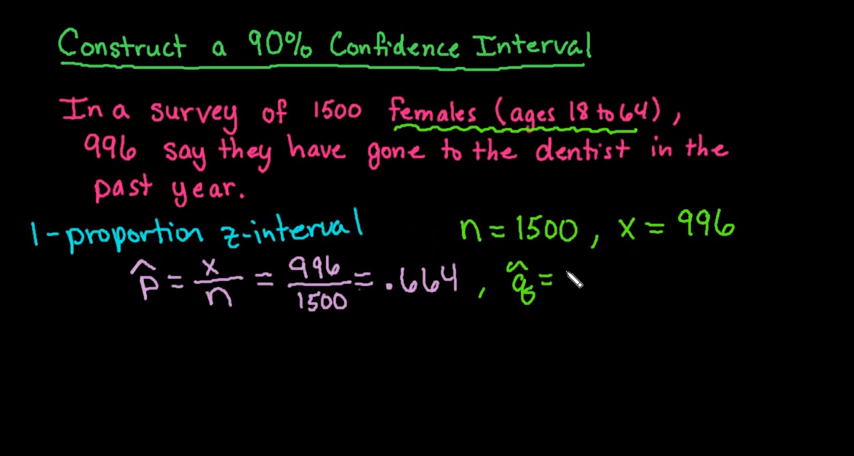 Construct a 90% Confidence Interval
In a survey of 1500 females (ages 18 to 64),
996 say they have gone to the dentist in the
past year.
1-proportion z-interval n = 1500, x = 996
p̂ = x/n = 996/1500 = .664, q̂ =